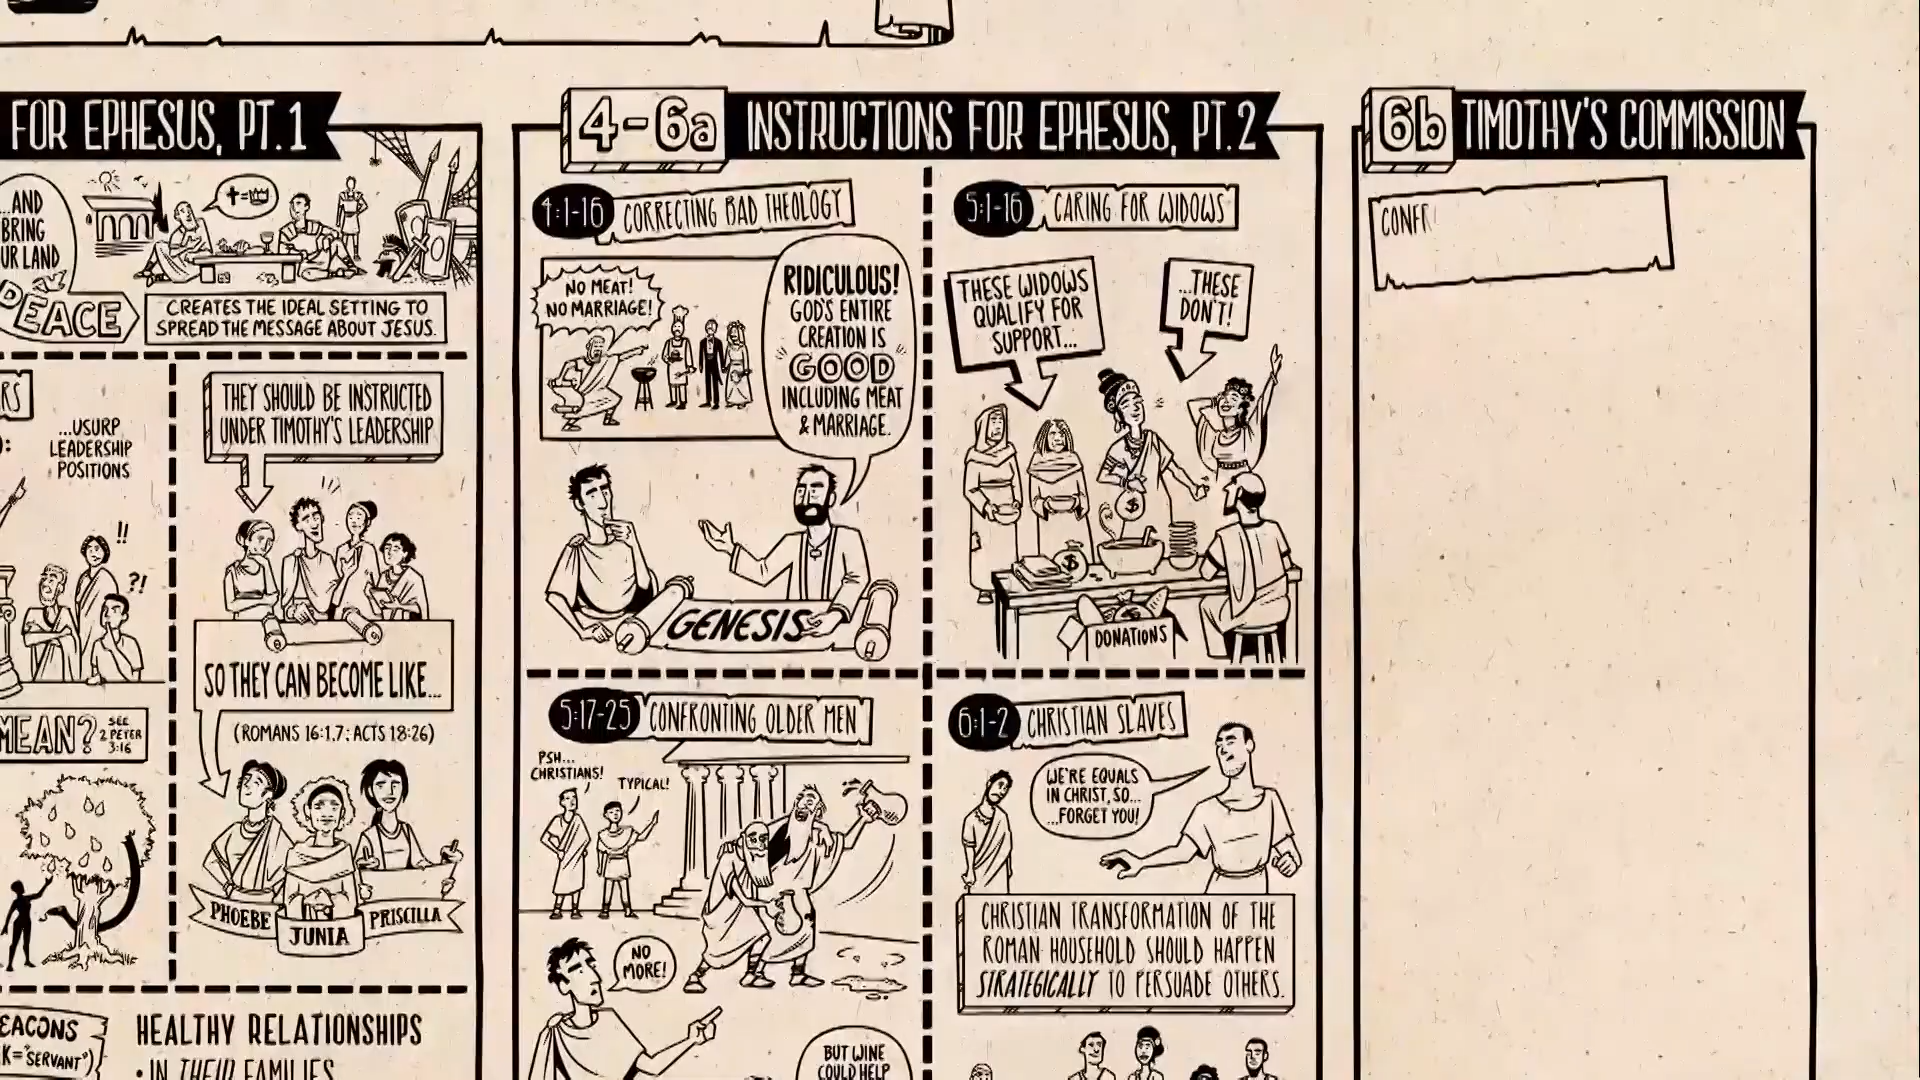 FOR EPHESUS, PT. 1
...AND
BRING
UR LAND
PEACE
CREATES THE IDEAL SETTING TO
SPREAD THE MESSAGE ABOUT JESUS.
RS
...USURP
LEADERSHIP
POSITIONS
!!
?!
MEAN?
SEE
2 PETER
3:16
THEY SHOULD BE INSTRUCTED
UNDER TIMOTHY'S LEADERSHIP
SO THEY CAN BECOME LIKE...
(ROMANS 16:1,7; ACTS 18:26)
PHOEBE
JUNIA
PRISCILLA
EACONS
K="SERVANT")
HEALTHY RELATIONSHIPS
• IN THEIR FAMILIES
4-6a INSTRUCTIONS FOR EPHESUS, PT. 2
4:1-16 CORRECTING BAD THEOLOGY
NO MEAT!
NO MARRIAGE!
RIDICULOUS!
GOD'S ENTIRE
CREATION IS
GOOD
INCLUDING MEAT
& MARRIAGE.
GENESIS
5:1-16 CARING FOR WIDOWS
THESE WIDOWS
QUALIFY FOR
SUPPORT...
...THESE
DON'T!
$
$
DONATIONS
5:17-25 CONFRONTING OLDER MEN
PSH...
CHRISTIANS!
TYPICAL!
NO
MORE!
BUT WINE
COULD HELP
6:1-2 CHRISTIAN SLAVES
WE'RE EQUALS
IN CHRIST, SO...
...FORGET YOU!
CHRISTIAN TRANSFORMATION OF THE
ROMAN HOUSEHOLD SHOULD HAPPEN
STRATEGICALLY TO PERSUADE OTHERS.
6b TIMOTHY'S COMMISSION
CONFR